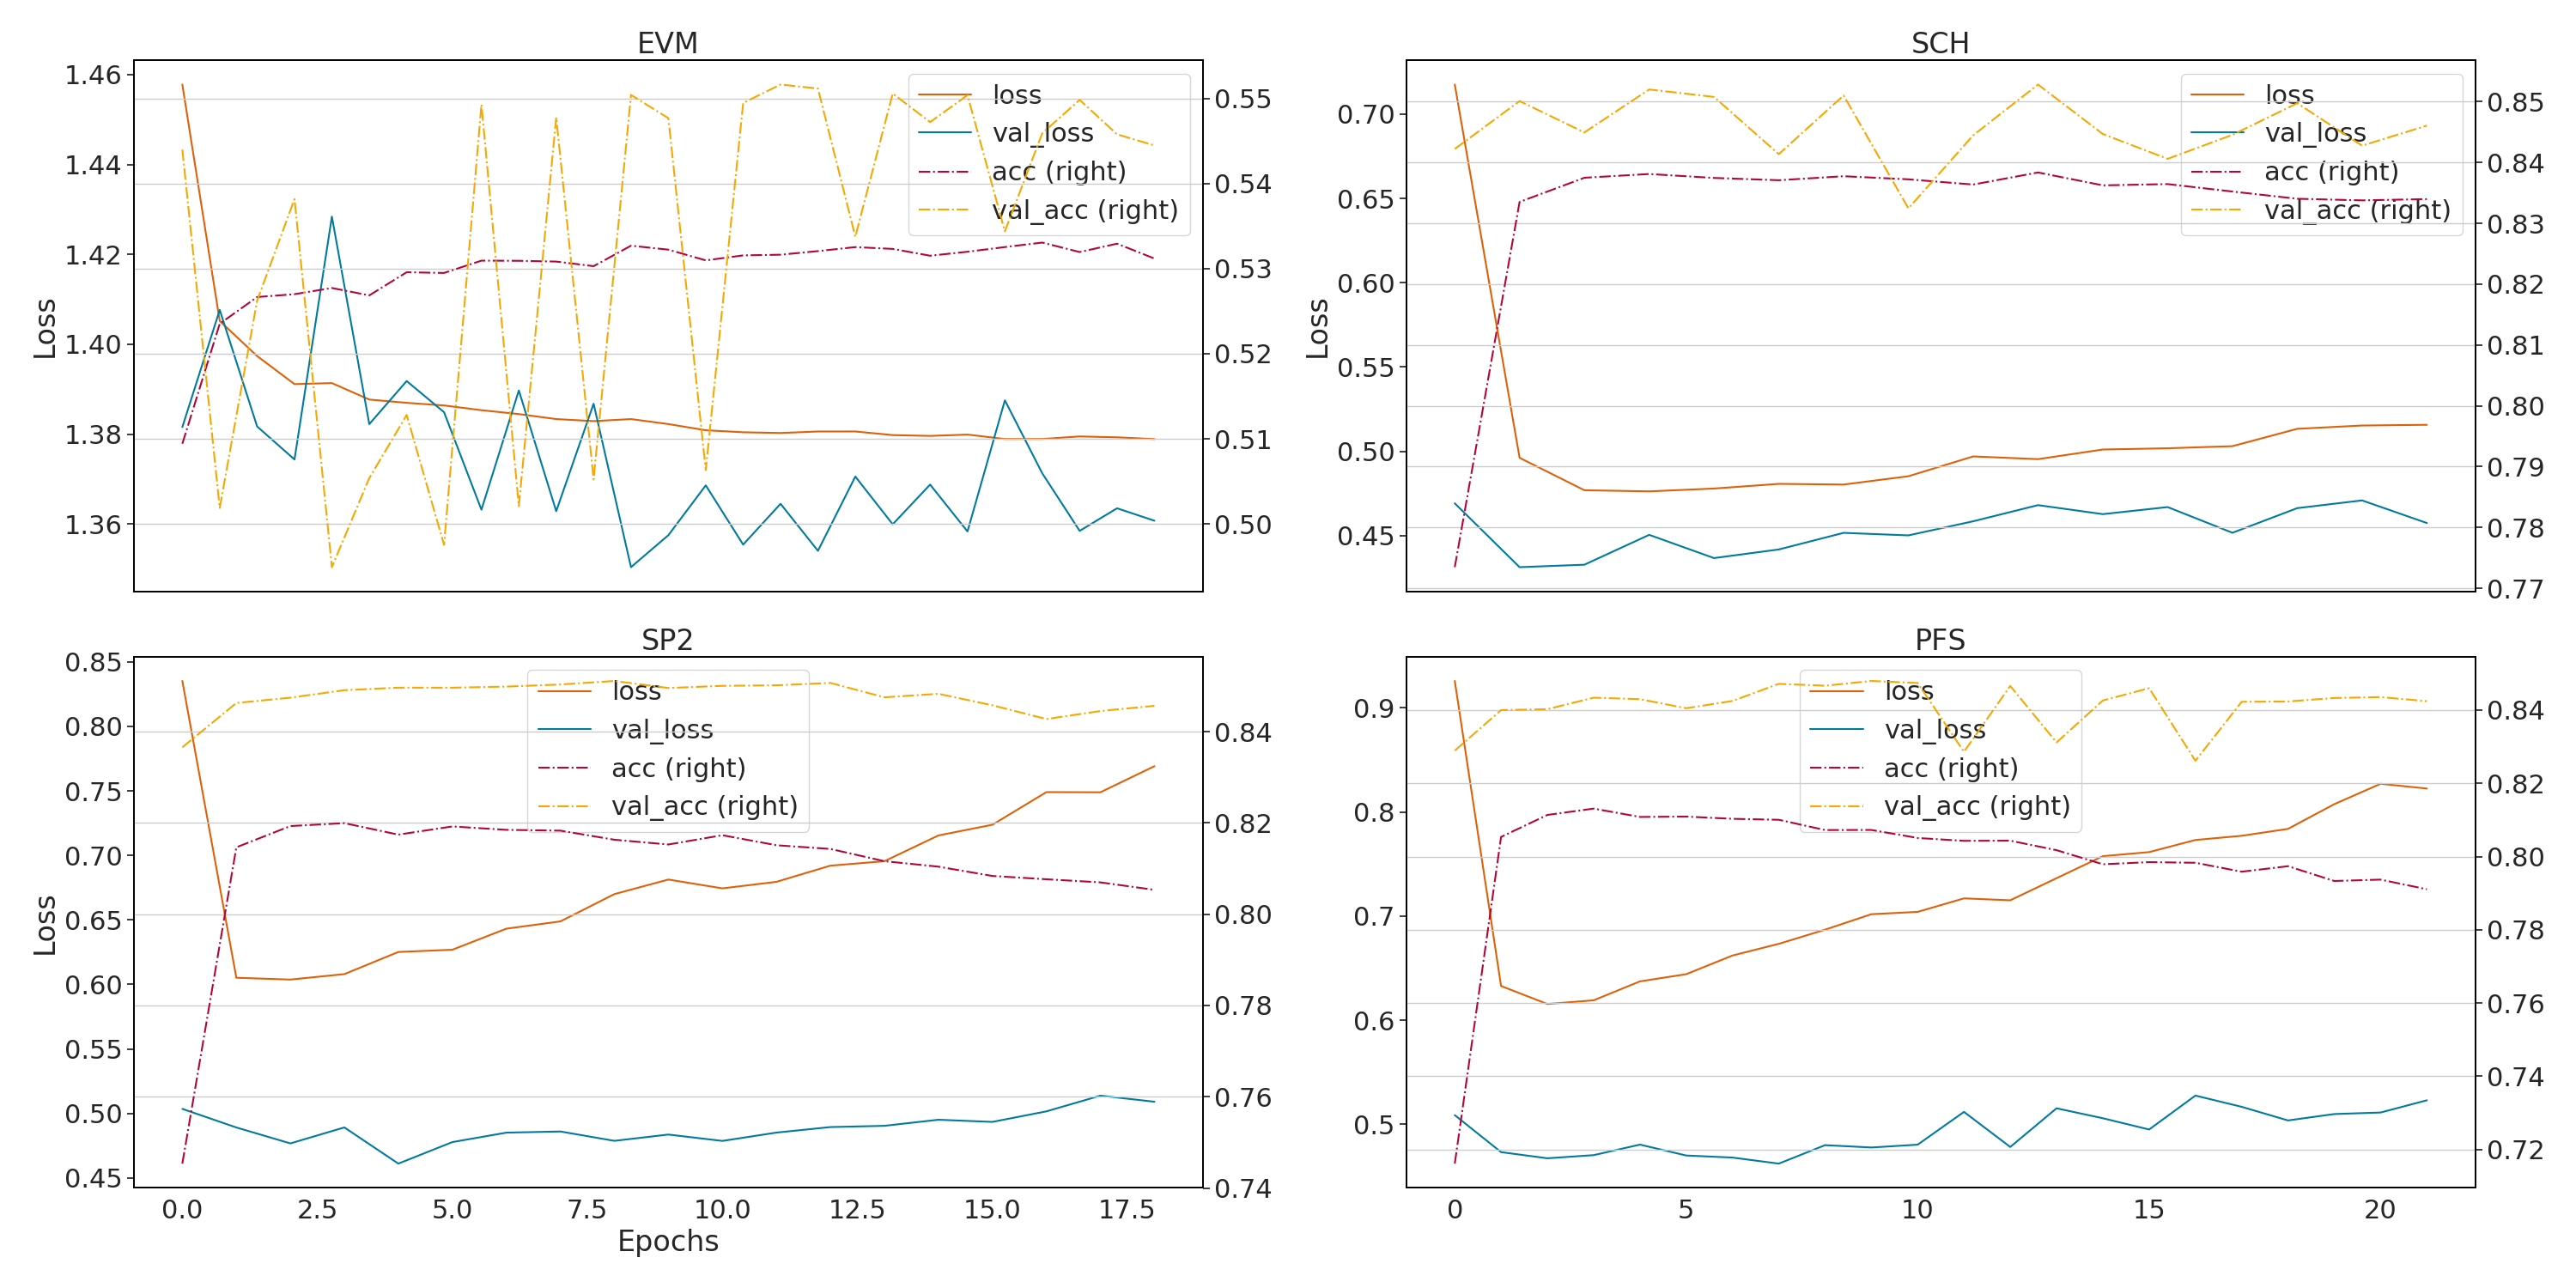 EVM
1.46
1.44
1.42
1.40
1.38
1.36
Loss
loss
val_loss
acc (right)
val_acc (right)
0.55
0.54
0.53
0.52
0.51
0.50
SCH
0.70
0.65
0.60
0.55
0.50
0.45
Loss
loss
val_loss
acc (right)
val_acc (right)
0.85
0.84
0.83
0.82
0.81
0.80
0.79
0.78
0.77
SP2
0.85
0.80
0.75
0.70
0.65
0.60
0.55
0.50
0.45
Loss
loss
val_loss
acc (right)
val_acc (right)
0.84
0.82
0.80
0.78
0.76
0.74
0.0 2.5 5.0 7.5 10.0 12.5 15.0 17.5
Epochs
PFS
0.9
0.8
0.7
0.6
0.5
loss
val_loss
acc (right)
val_acc (right)
0.84
0.82
0.80
0.78
0.76
0.74
0.72
0 5 10 15 20